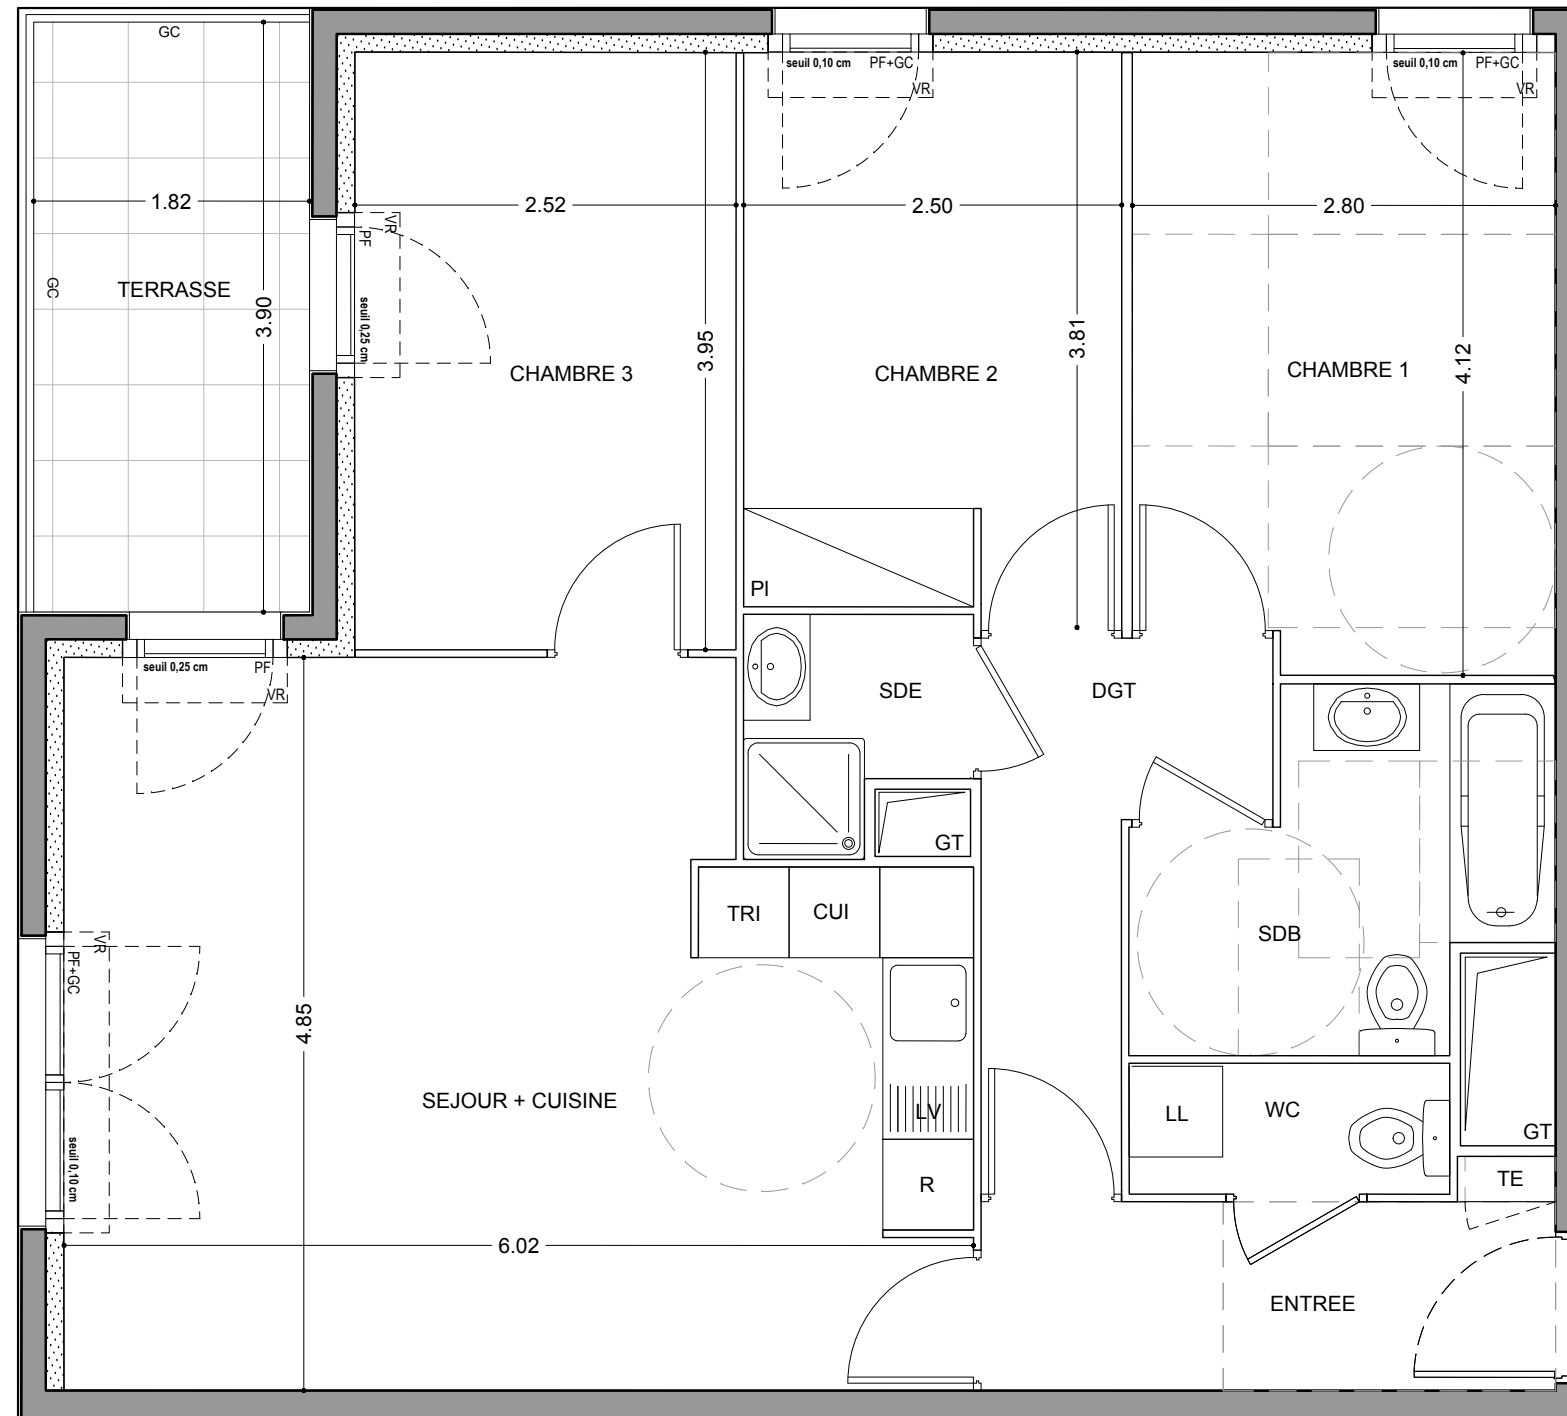 GC
seuil 0,10 cm
PF+GC
VR
seuil 0,10 cm
PF+GC
VR
1.82
2.52
2.50
2.80
VR
PF
seuil 0,25 cm
GC
TERRASSE
3.90
3.95
3.81
4.12
CHAMBRE 3
CHAMBRE 2
CHAMBRE 1
PI
seuil 0,25 cm
PF
VR
SDE
DGT
GT
TRI
CUI
SDB
VR
PF+GC
4.85
SEJOUR + CUISINE
LV
LL
WC
GT
seuil 0,10 cm
R
TE
6.02
ENTREE